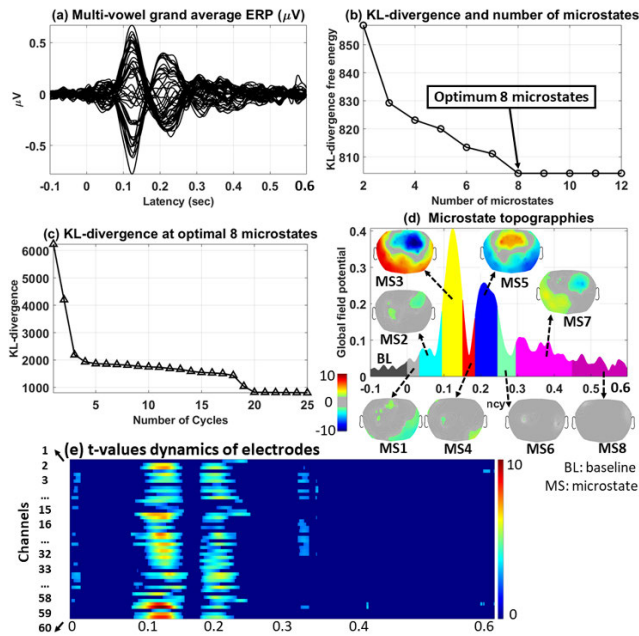 (a) Multi-vowel grand average ERP (μV)
0.5
0
-0.5
μV
-0.1 0 0.1 0.2 0.3 0.4 0.5 0.6
Latency (sec)
(b) KL-divergence and number of microstates
850
840
830
820
810
KL-divergence free energy
Optimum 8 microstates
2 4 6 8 10 12
Number of microstates
(c) KL-divergence at optimal 8 microstates
6000
5000
4000
3000
2000
1000
KL-divergence
5 10 15 20 25
Number of Cycles
(d) Microstate topograpphies
0.4
0.3
0.2
0.1
0
Global field potential
MS3
MS5
MS2
MS7
BL
-0.1 0.0 0.1 0.2 0.3 0.4 0.5 0.6
ncy
10
0
-10
MS1 MS4 MS6 MS8
BL: baseline
MS: microstate
(e) t-values dynamics of electrodes
1
2
3
...
15
16
...
32
33
...
59
60
Channels
0 0.1 0.2 0.3 0.4 0.5 0.6
10
0